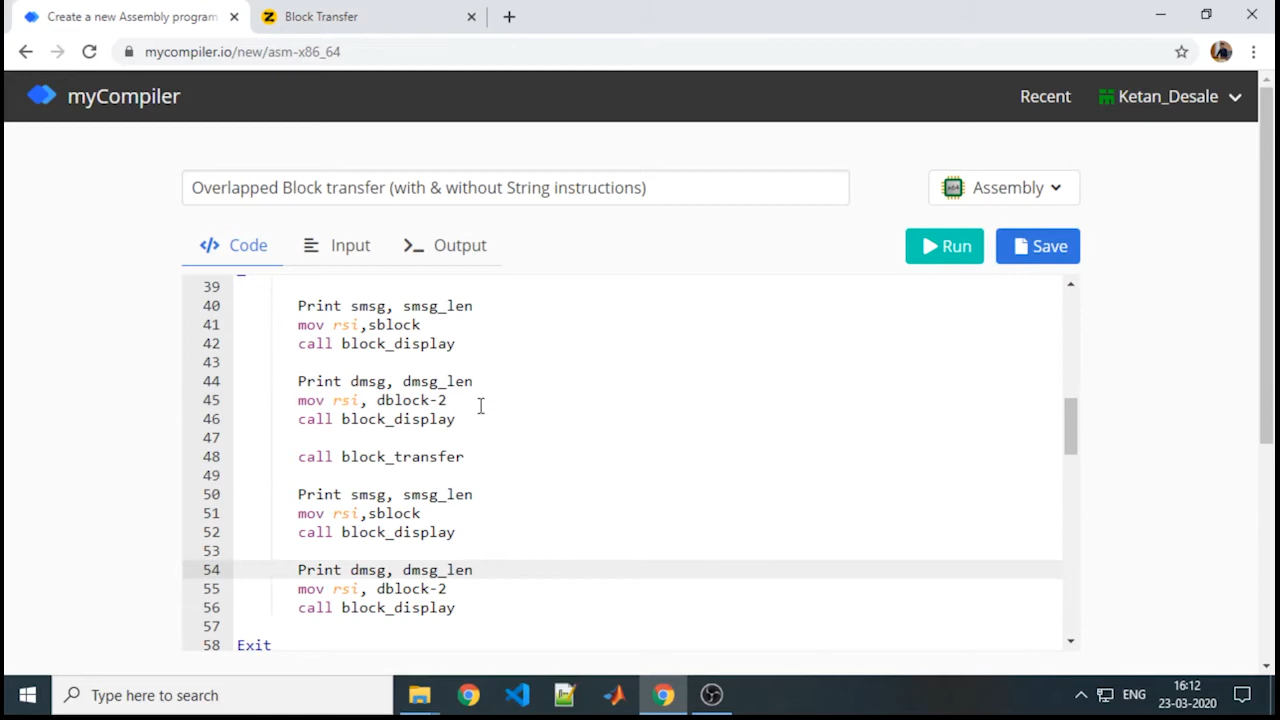 Create a new Assembly program
Block Transfer
mycompiler.io/new/asm-x86_64
myCompiler
Recent
Ketan_Desale
Overlapped Block transfer (with & without String instructions)
Assembly
</> Code
Input
Output
Run
Save
39
40 Print smsg, smsg_len
41 mov rsi,sblock
42 call block_display
43
44 Print dmsg, dmsg_len
45 mov rsi, dblock-2
46 call block_display
47
48 call block_transfer
49
50 Print smsg, smsg_len
51 mov rsi,sblock
52 call block_display
53
54 Print dmsg, dmsg_len
55 mov rsi, dblock-2
56 call block_display
57
58 Exit
Type here to search
ENG
16:12
23-03-2020